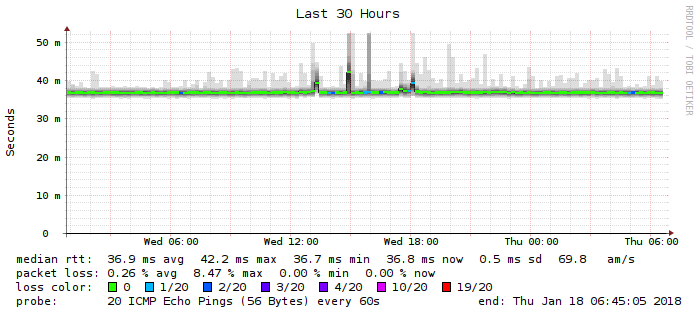 Last 30 Hours
RRDTOOL / TOBI OETIKER
Seconds
50 m
40 m
30 m
20 m
10 m
0
Wed 06:00 Wed 12:00 Wed 18:00 Thu 00:00 Thu 06:00
median rtt: 36.9 ms avg 42.2 ms max 36.7 ms min 36.8 ms now 0.5 ms sd 69.8 am/s
packet loss: 0.26 % avg 8.47 % max 0.00 % min 0.00 % now
loss color: 0 1/20 2/20 3/20 4/20 10/20 19/20
probe: 20 ICMP Echo Pings (56 Bytes) every 60s end: Thu Jan 18 06:45:05 2018